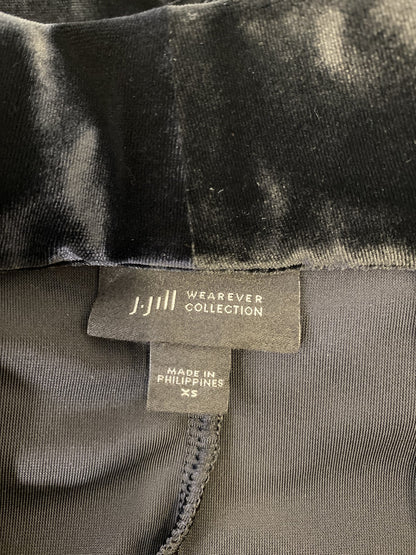 J.Jill WEAREVER
COLLECTION
MADE IN
PHILIPPINES
XS